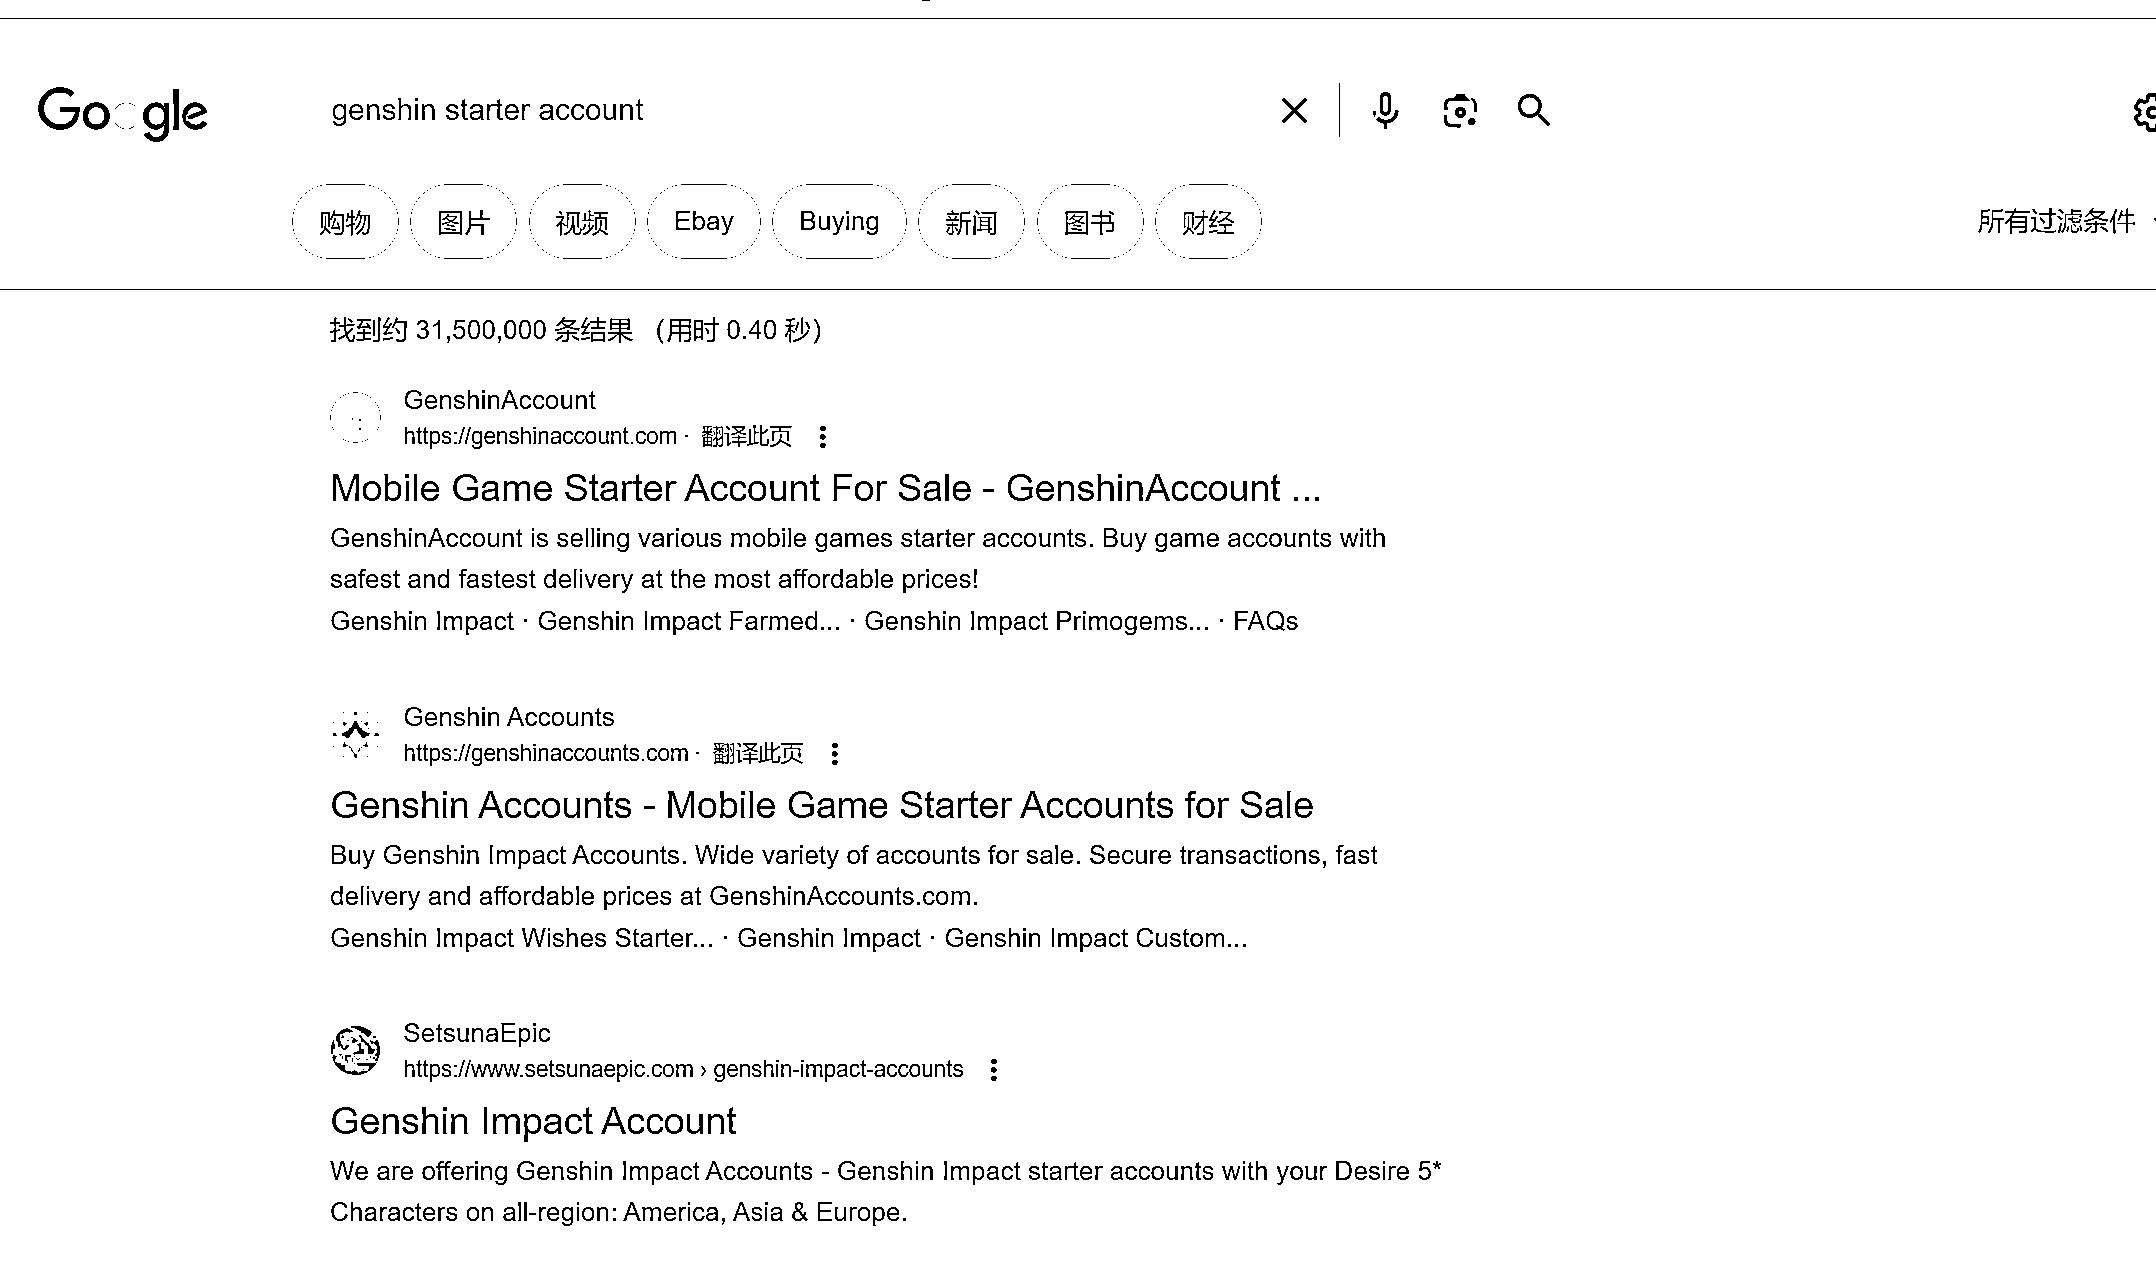 Google
genshin starter account
购物 图片 视频 Ebay Buying 新闻 图书 财经 所有过滤条件
找到约 31,500,000 条结果 （用时 0.40 秒）
GenshinAccount
https://genshinaccount.com · 翻译此页
Mobile Game Starter Account For Sale - GenshinAccount ...
GenshinAccount is selling various mobile games starter accounts. Buy game accounts with
safest and fastest delivery at the most affordable prices!
Genshin Impact · Genshin Impact Farmed... · Genshin Impact Primogems... · FAQs
Genshin Accounts
https://genshinaccounts.com · 翻译此页
Genshin Accounts - Mobile Game Starter Accounts for Sale
Buy Genshin Impact Accounts. Wide variety of accounts for sale. Secure transactions, fast
delivery and affordable prices at GenshinAccounts.com.
Genshin Impact Wishes Starter... · Genshin Impact · Genshin Impact Custom...
SetsunaEpic
https://www.setsunaepic.com › genshin-impact-accounts
Genshin Impact Account
We are offering Genshin Impact Accounts - Genshin Impact starter accounts with your Desire 5*
Characters on all-region: America, Asia & Europe.